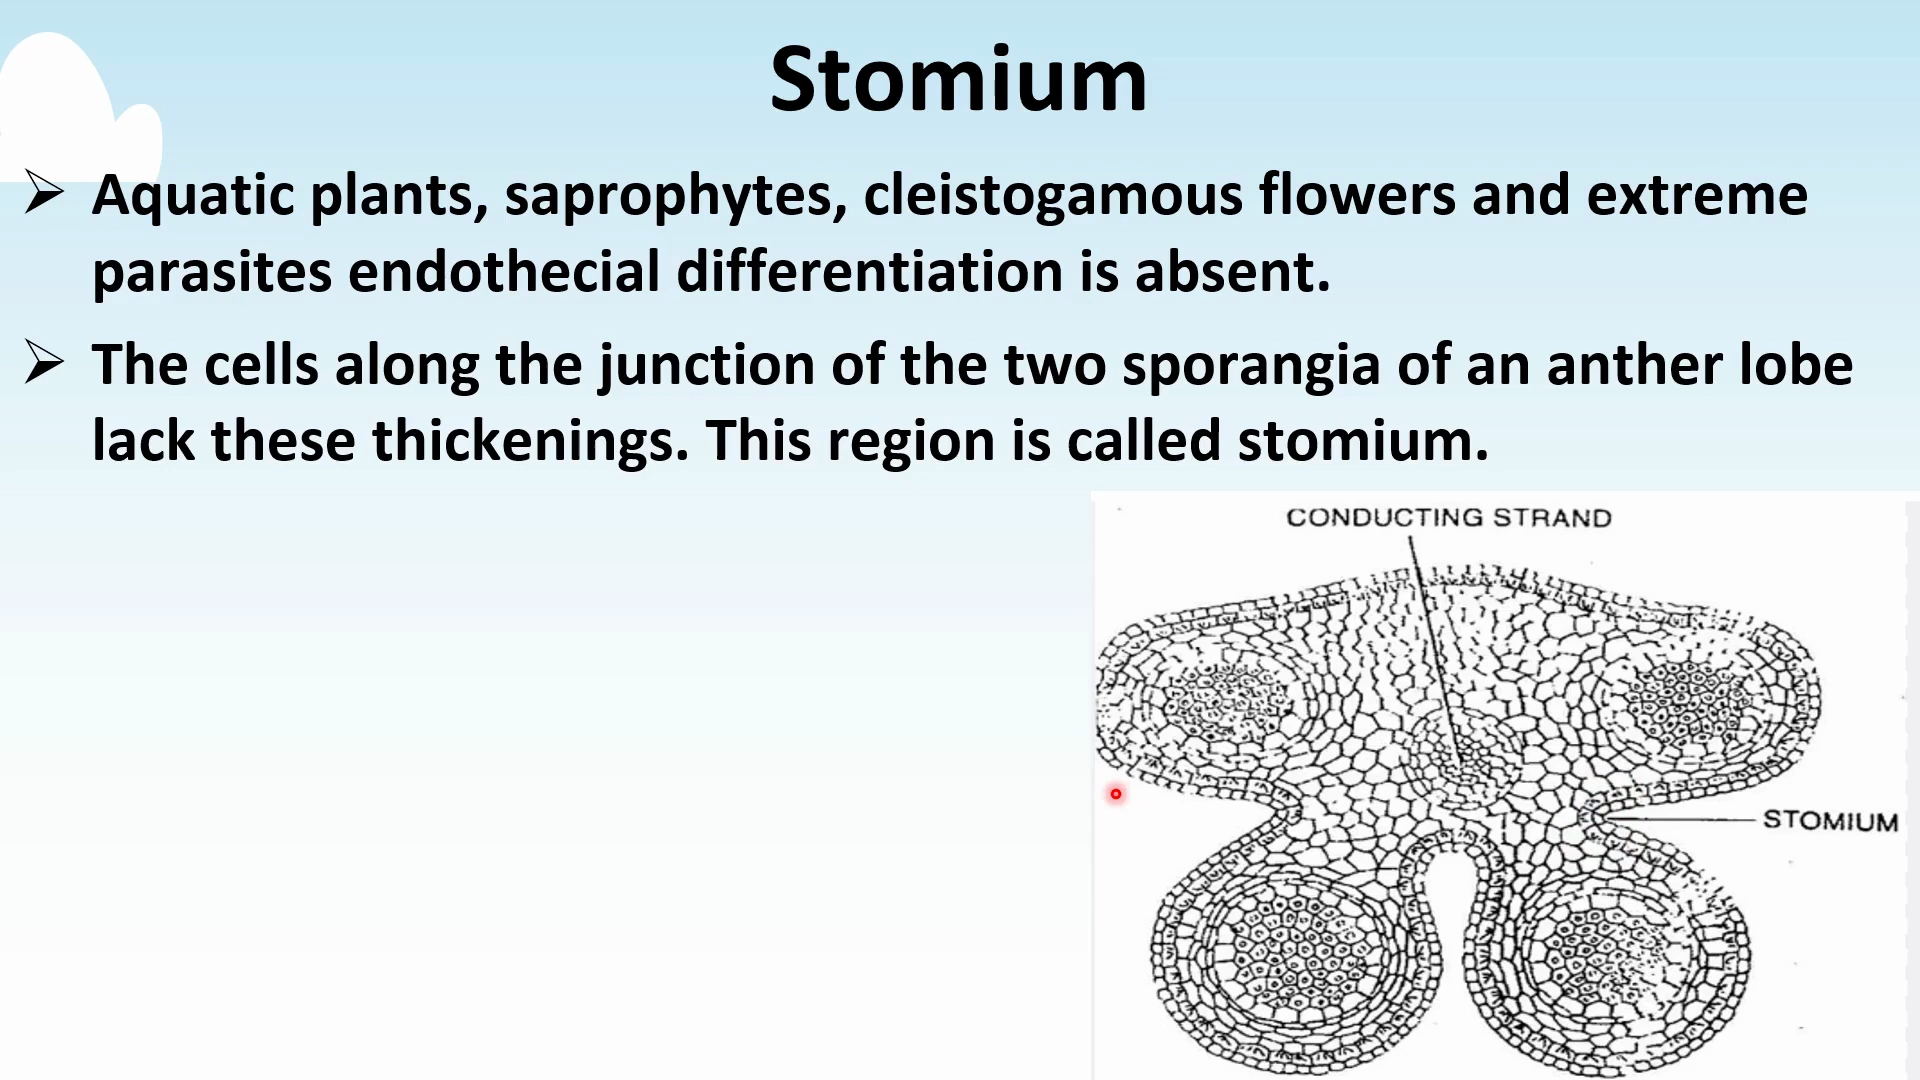 Stomium
Aquatic plants, saprophytes, cleistogamous flowers and extreme
parasites endothecial differentiation is absent.
The cells along the junction of the two sporangia of an anther lobe
lack these thickenings. This region is called stomium.
CONDUCTING STRAND
STOMIUM